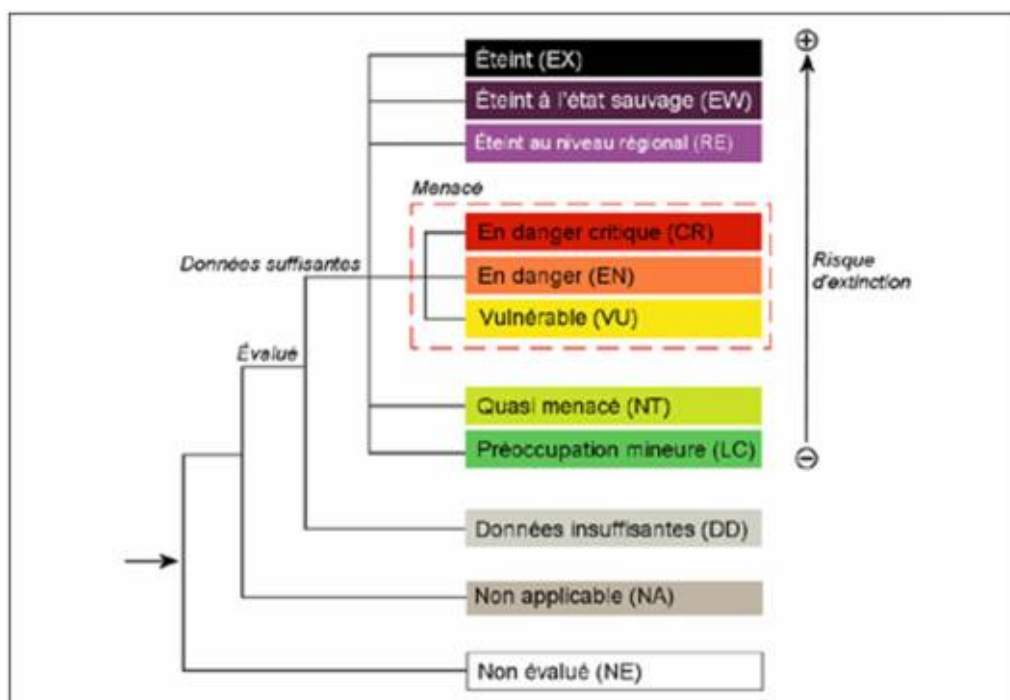 Éteint (EX)
Éteint à l'état sauvage (EW)
Éteint au niveau régional (RE)
Menacé
En danger critique (CR)
Données suffisantes
En danger (EN)
Risque
d'extinction
Vulnérable (VU)
Évalué
Quasi menacé (NT)
Préoccupation mineure (LC)
Données insuffisantes (DD)
Non applicable (NA)
Non évalué (NE)